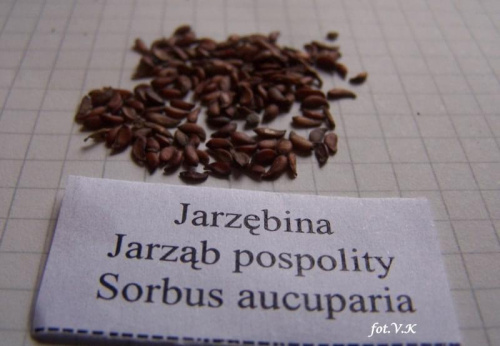 Jarzębina
Jarząb pospolity
Sorbus aucuparia
fot.V.K